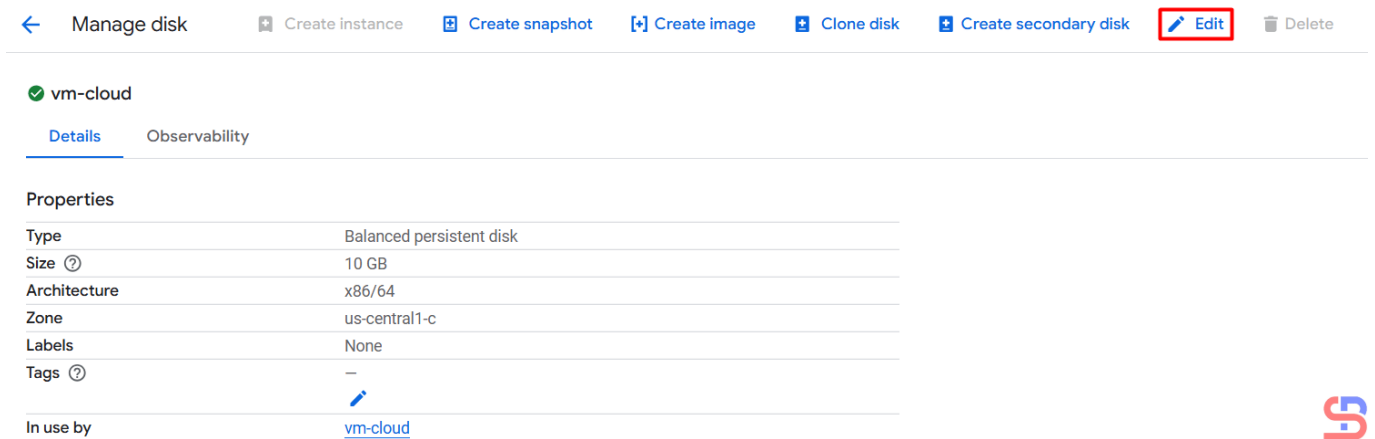 Manage disk Create instance Create snapshot Create image Clone disk Create secondary disk Edit Delete
vm-cloud
Details Observability
Properties
Type Balanced persistent disk
Size 10 GB
Architecture x86/64
Zone us-central1-c
Labels None
Tags —
In use by vm-cloud